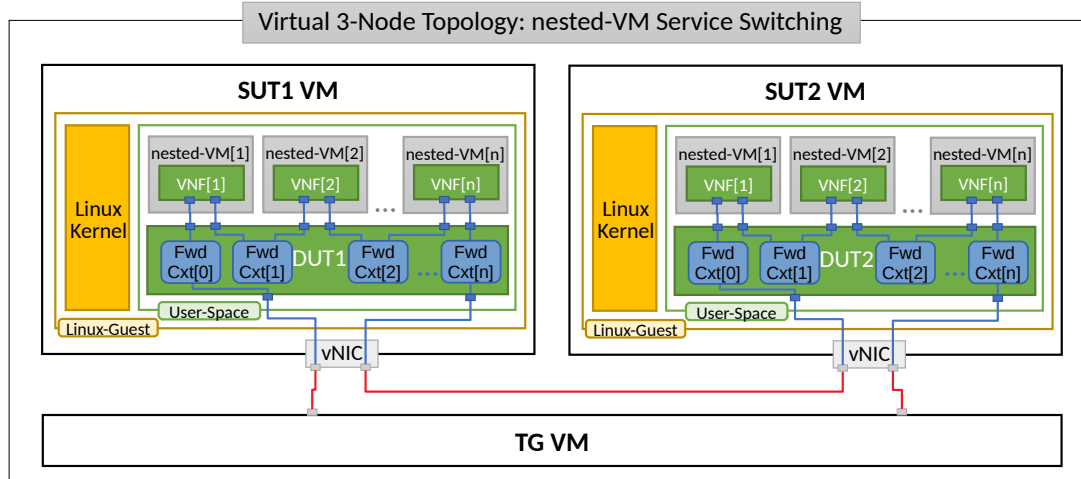 Virtual 3-Node Topology: nested-VM Service Switching
SUT1 VM
Linux
Kernel
nested-VM[1]
VNF[1]
nested-VM[2]
VNF[2]
...
nested-VM[n]
VNF[n]
DUT1
Fwd
Cxt[0]
Fwd
Cxt[1]
Fwd
Cxt[2]
...
Fwd
Cxt[n]
User-Space
Linux-Guest
vNIC
SUT2 VM
Linux
Kernel
nested-VM[1]
VNF[1]
nested-VM[2]
VNF[2]
...
nested-VM[n]
VNF[n]
DUT2
Fwd
Cxt[0]
Fwd
Cxt[1]
Fwd
Cxt[2]
...
Fwd
Cxt[n]
User-Space
Linux-Guest
vNIC
TG VM